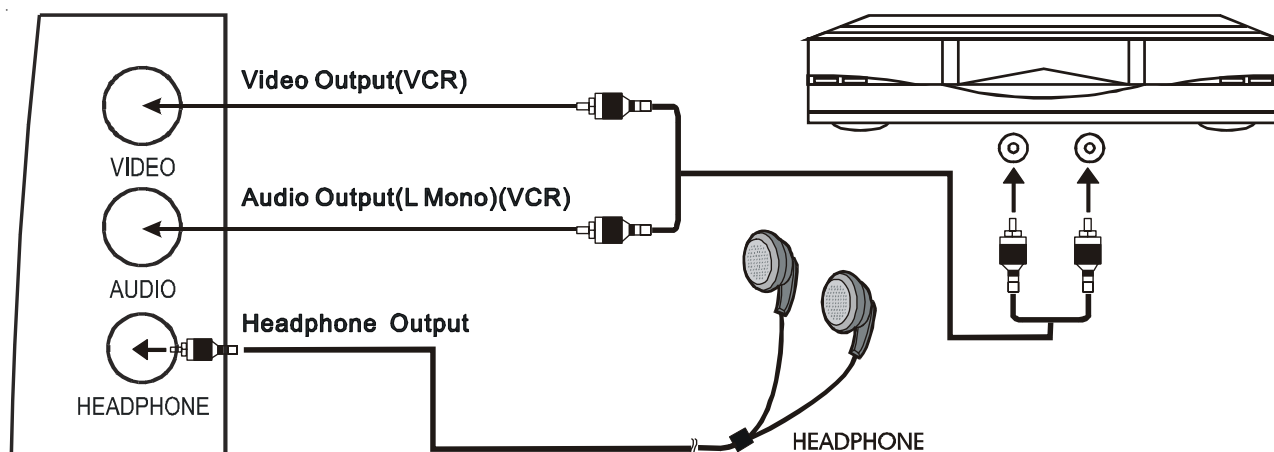 Video Output(VCR)
VIDEO
Audio Output(L Mono)(VCR)
AUDIO
Headphone Output
HEADPHONE
HEADPHONE